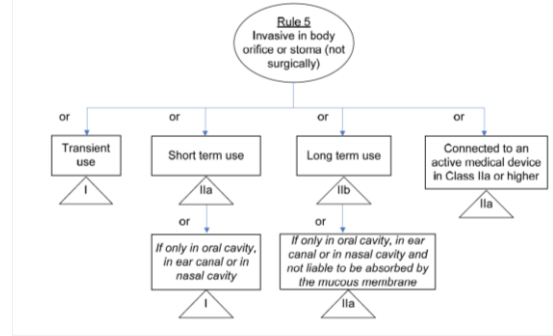 Rule 5
Invasive in body
orifice or stoma (not
surgically)
or
or
or
or
Transient
use
Short term use
Long term use
Connected to an
active medical device
in Class IIa or higher
I
IIa
IIb
IIa
or
or
If only in oral cavity,
in ear canal or in
nasal cavity
If only in oral cavity, in ear
canal or in nasal cavity and
not liable to be absorbed by
the mucous membrane
I
IIa